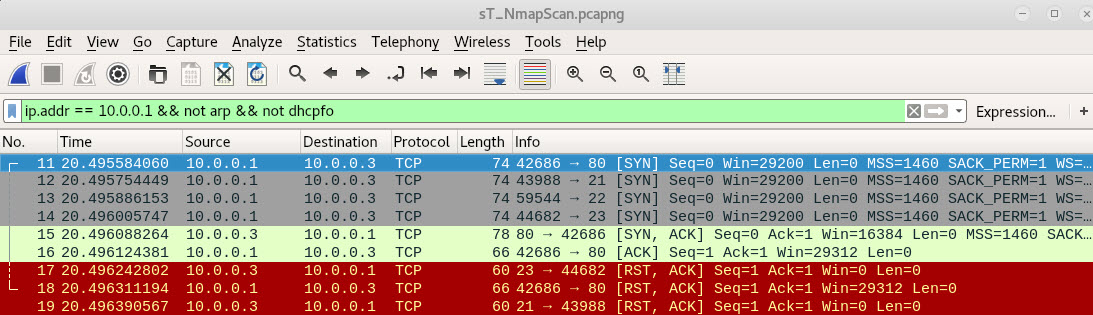 sT_NmapScan.pcapng
File Edit View Go Capture Analyze Statistics Telephony Wireless Tools Help
ip.addr == 10.0.0.1 && not arp && not dhcpfo Expression… +
No. Time Source Destination Protocol Length Info
11 20.495584060 10.0.0.1 10.0.0.3 TCP 74 42686 → 80 [SYN] Seq=0 Win=29200 Len=0 MSS=1460 SACK_PERM=1 WS=…
12 20.495754449 10.0.0.1 10.0.0.3 TCP 74 43988 → 21 [SYN] Seq=0 Win=29200 Len=0 MSS=1460 SACK_PERM=1 WS=…
13 20.495886153 10.0.0.1 10.0.0.3 TCP 74 59544 → 22 [SYN] Seq=0 Win=29200 Len=0 MSS=1460 SACK_PERM=1 WS=…
14 20.496005747 10.0.0.1 10.0.0.3 TCP 74 44682 → 23 [SYN] Seq=0 Win=29200 Len=0 MSS=1460 SACK_PERM=1 WS=…
15 20.496088264 10.0.0.3 10.0.0.1 TCP 78 80 → 42686 [SYN, ACK] Seq=0 Ack=1 Win=16384 Len=0 MSS=1460 SACK…
16 20.496124381 10.0.0.1 10.0.0.3 TCP 66 42686 → 80 [ACK] Seq=1 Ack=1 Win=29312 Len=0
17 20.496242802 10.0.0.3 10.0.0.1 TCP 60 23 → 44682 [RST, ACK] Seq=1 Ack=1 Win=0 Len=0
18 20.496311194 10.0.0.1 10.0.0.3 TCP 66 42686 → 80 [RST, ACK] Seq=1 Ack=1 Win=29312 Len=0
19 20.496390567 10.0.0.3 10.0.0.1 TCP 60 21 → 43988 [RST, ACK] Seq=1 Ack=1 Win=0 Len=0